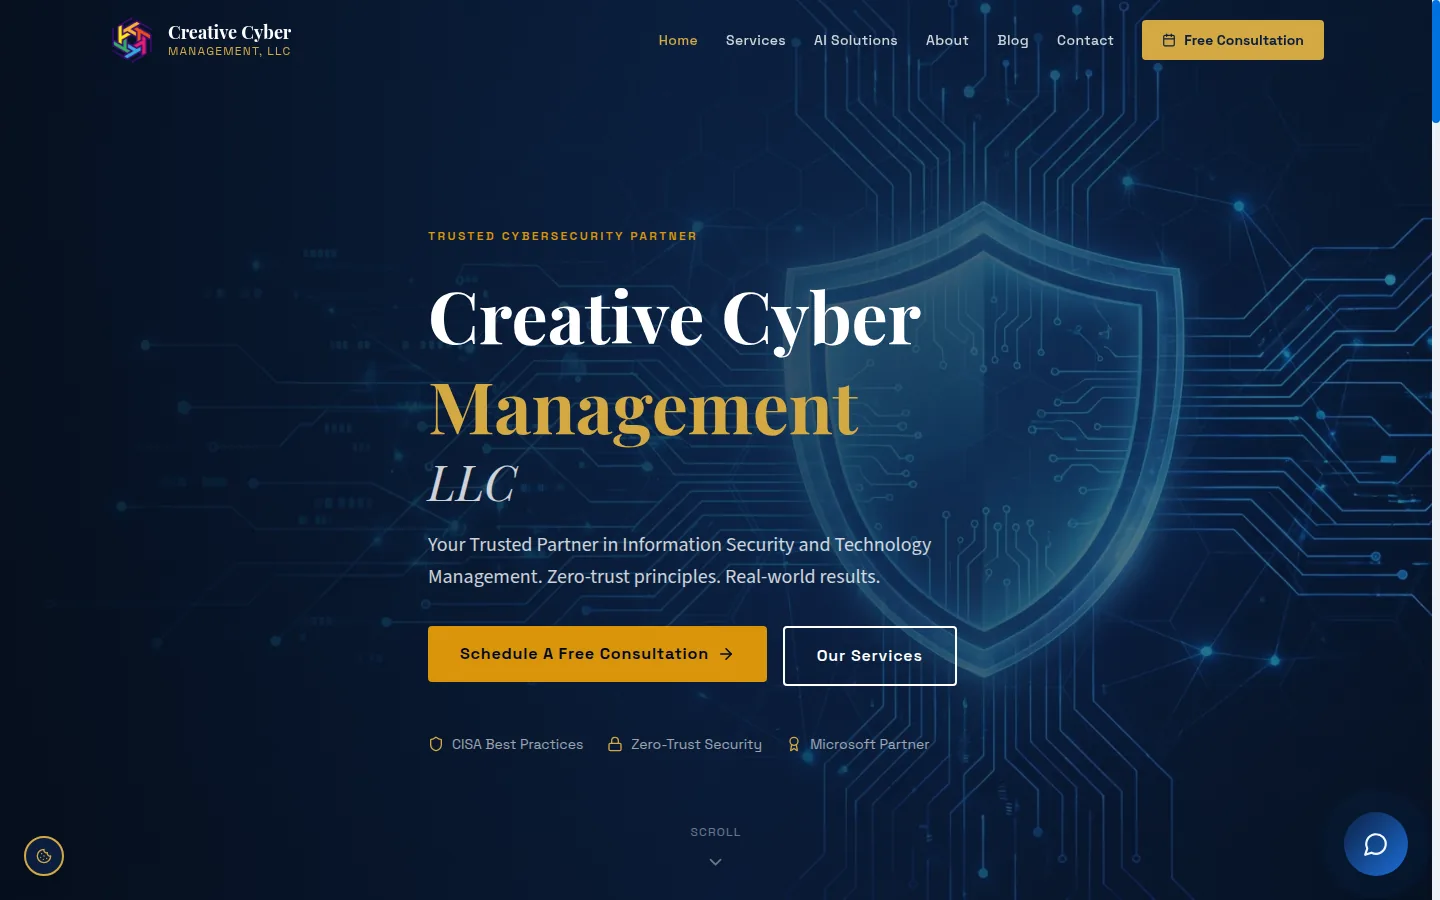 Creative Cyber
MANAGEMENT, LLC
Home
Services
AI Solutions
About
Blog
Contact
Free Consultation
TRUSTED CYBERSECURITY PARTNER
Creative Cyber
Management
LLC
Your Trusted Partner in Information Security and Technology
Management. Zero-trust principles. Real-world results.
Schedule A Free Consultation
Our Services
CISA Best Practices
Zero-Trust Security
Microsoft Partner
SCROLL